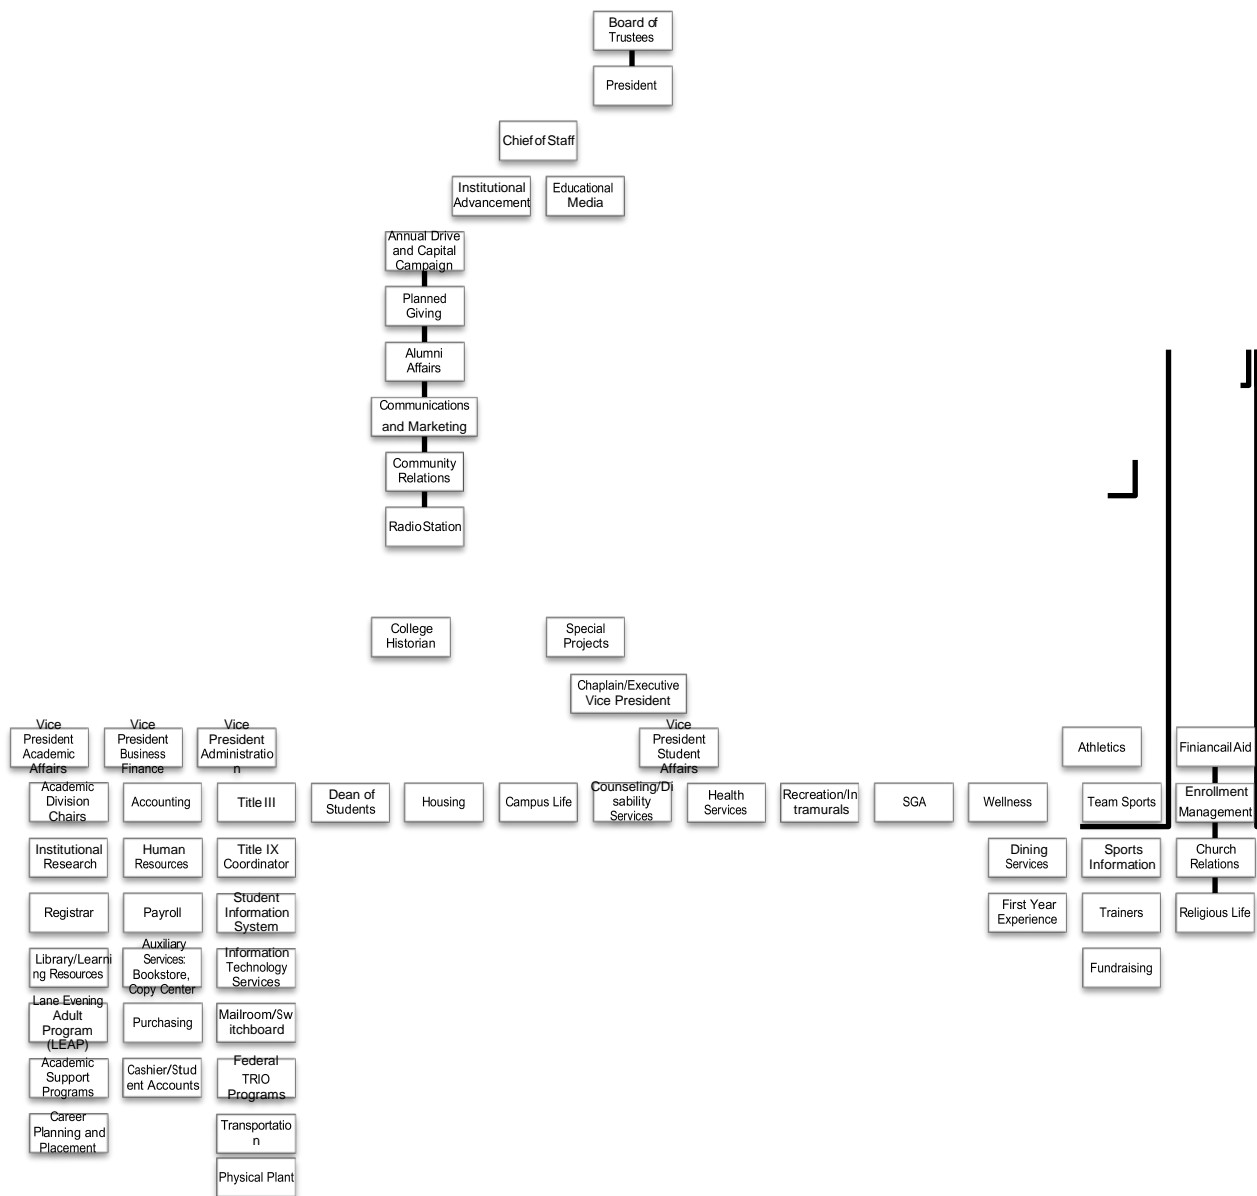 Board of
Trustees
President
Chief of Staff
Institutional
Advancement
Educational
Media
Annual Drive
and Capital
Campaign
Planned
Giving
Alumni
Affairs
Communications
and Marketing
Community
Relations
Radio Station
College
Historian
Special
Projects
Chaplain/Executive
Vice President
Vice
President
Academic
Affairs
Vice
President
Business
Finance
Vice
President
Administratio
n
Vice
President
Student
Affairs
Athletics
Finiancail Aid
Academic
Division
Chairs
Accounting
Title III
Dean of
Students
Housing
Campus Life
Counseling/Di
sability
Services
Health
Services
Recreation/In
tramurals
SGA
Wellness
Team Sports
Enrollment
Management
Institutional
Research
Human
Resources
Title IX
Coordinator
Dining
Services
Sports
Information
Church
Relations
Registrar
Payroll
Student
Information
System
First Year
Experience
Trainers
Religious Life
Library/Learni
ng Resources
Auxiliary
Services:
Bookstore,
Copy Center
Information
Technology
Services
Fundraising
Lane Evening
Adult
Program
(LEAP)
Purchasing
Mailroom/Sw
itchboard
Academic
Support
Programs
Cashier/Stud
ent Accounts
Federal
TRIO
Programs
Career
Planning and
Placement
Transportatio
n
Physical Plant